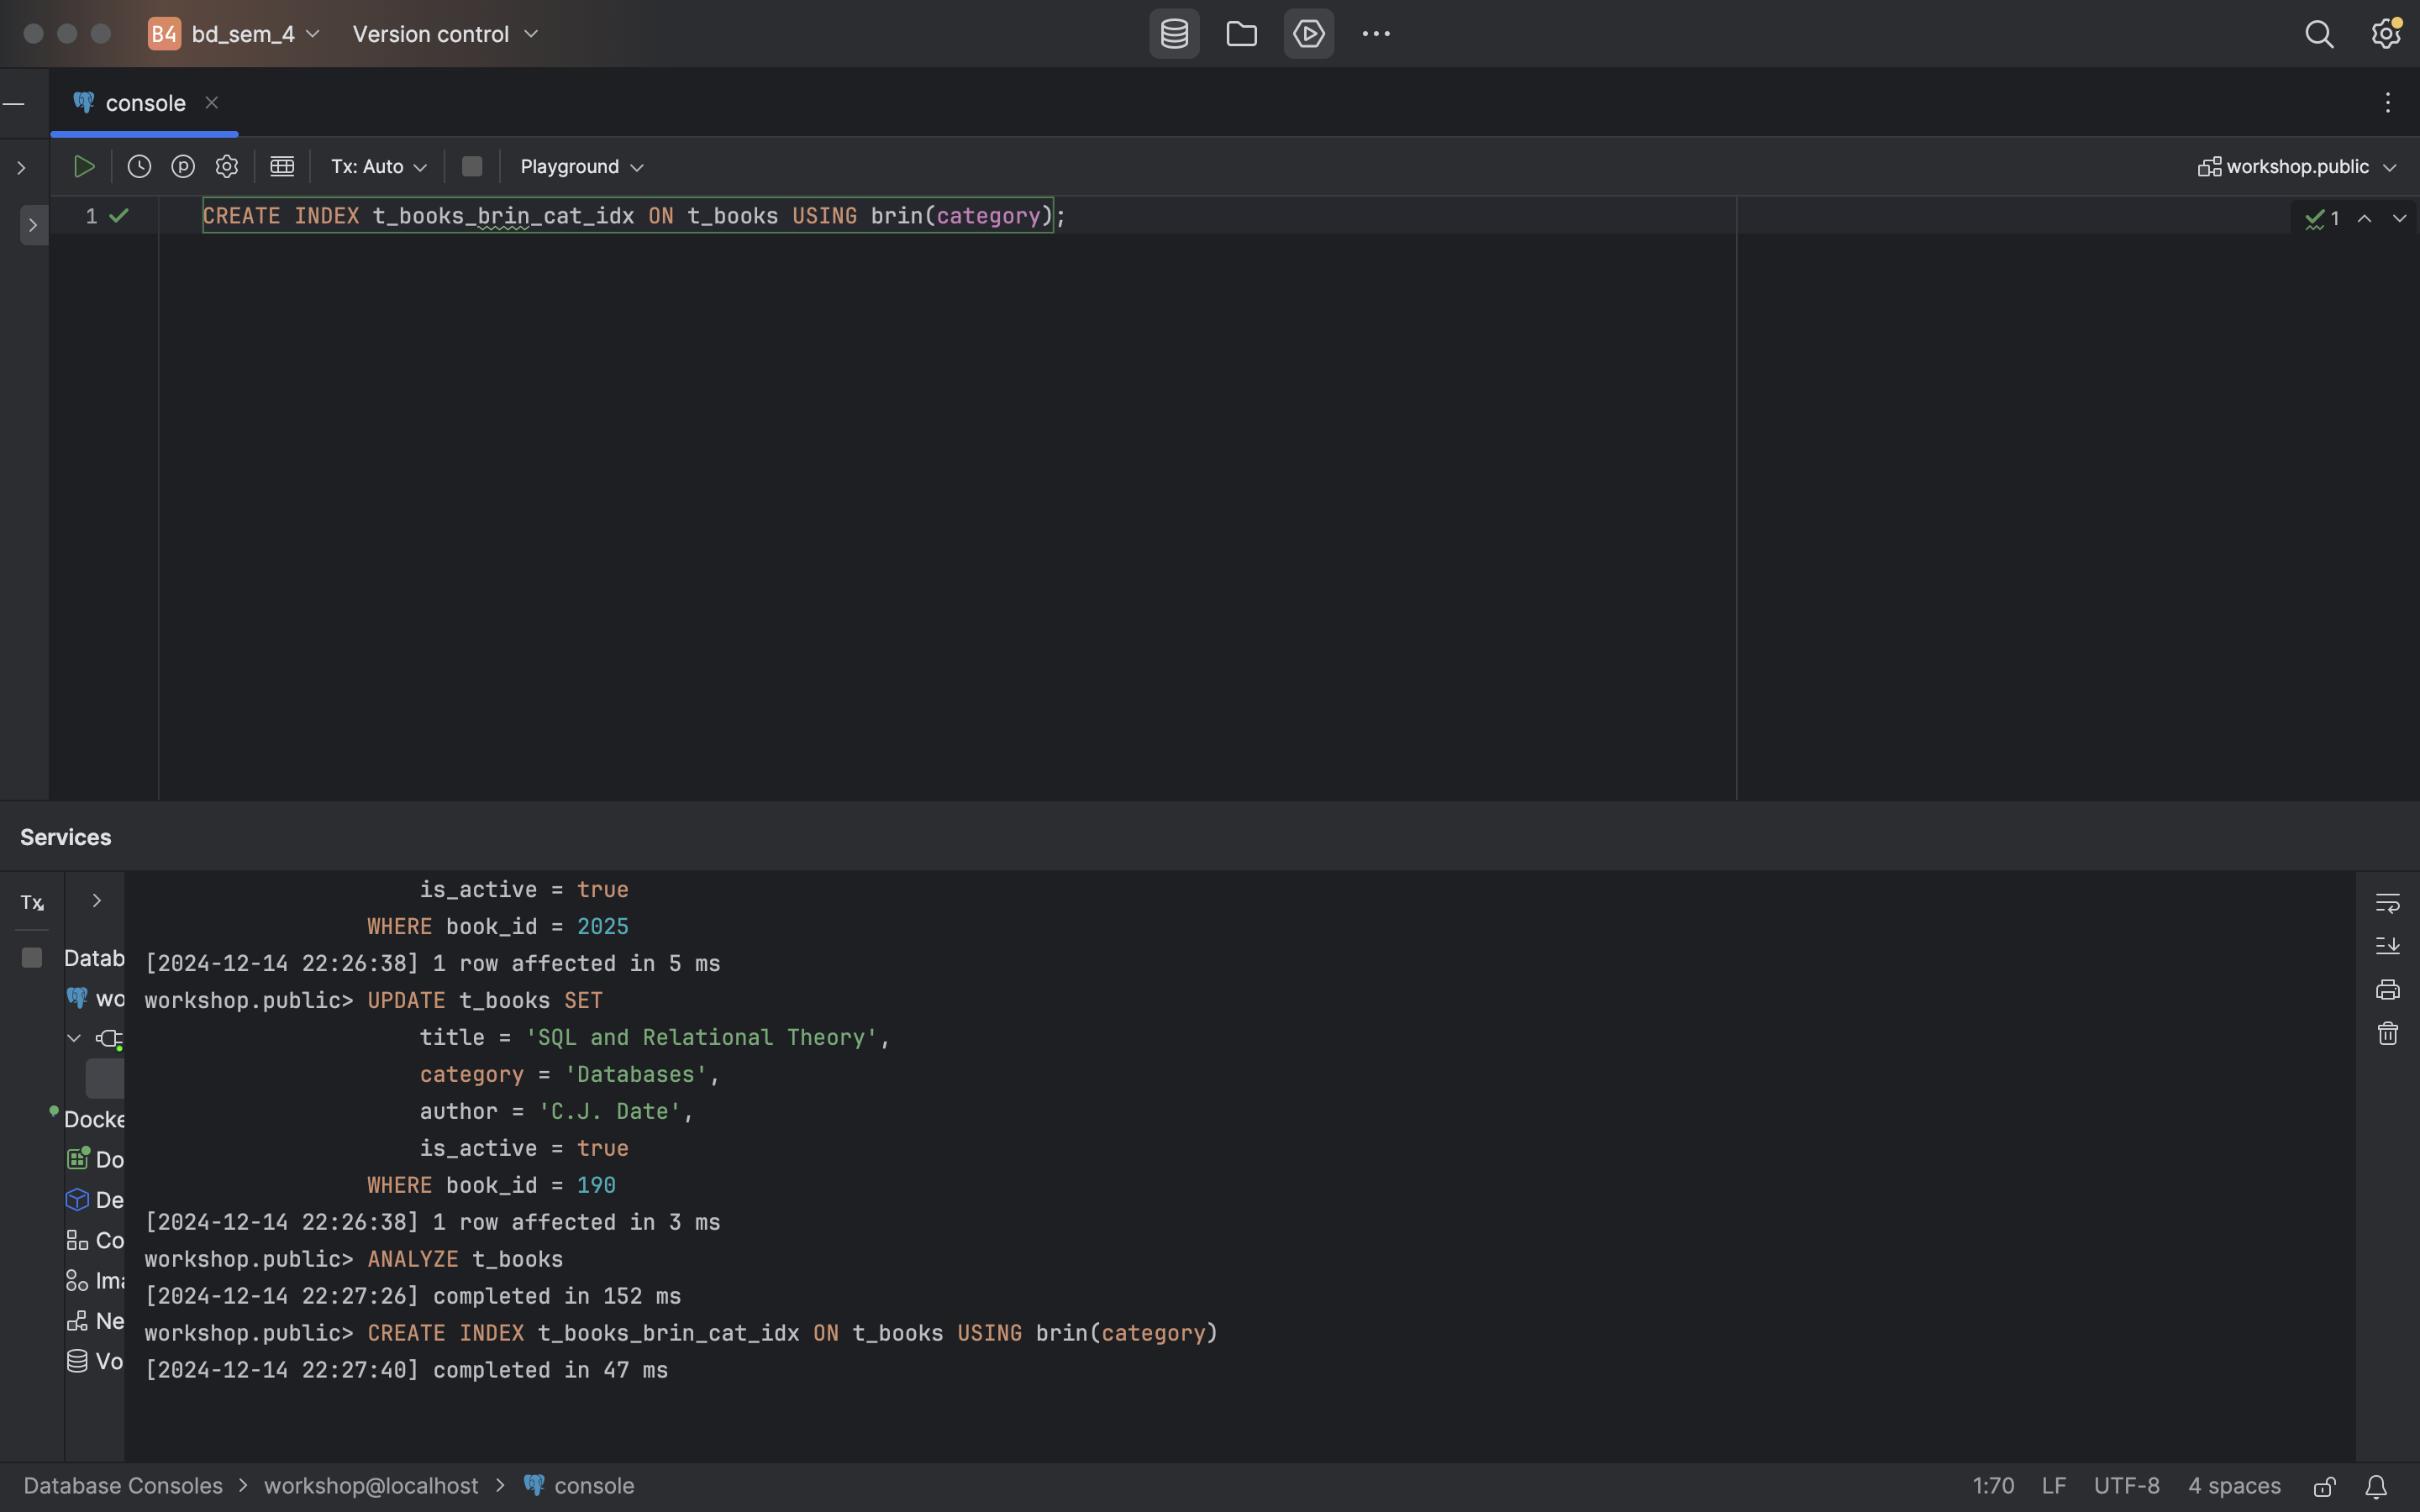 B4 bd_sem_4 Version control
console
Tx: Auto Playground workshop.public
1 CREATE INDEX t_books_brin_cat_idx ON t_books USING brin(category); 1
Services
Tx
Datab
wo
Docke
Do
De
Co
Ima
Ne
Vo
is_active = true
WHERE book_id = 2025
[2024-12-14 22:26:38] 1 row affected in 5 ms
workshop.public> UPDATE t_books SET
title = 'SQL and Relational Theory',
category = 'Databases',
author = 'C.J. Date',
is_active = true
WHERE book_id = 190
[2024-12-14 22:26:38] 1 row affected in 3 ms
workshop.public> ANALYZE t_books
[2024-12-14 22:27:26] completed in 152 ms
workshop.public> CREATE INDEX t_books_brin_cat_idx ON t_books USING brin(category)
[2024-12-14 22:27:40] completed in 47 ms
Database Consoles > workshop@localhost > console 1:70 LF UTF-8 4 spaces